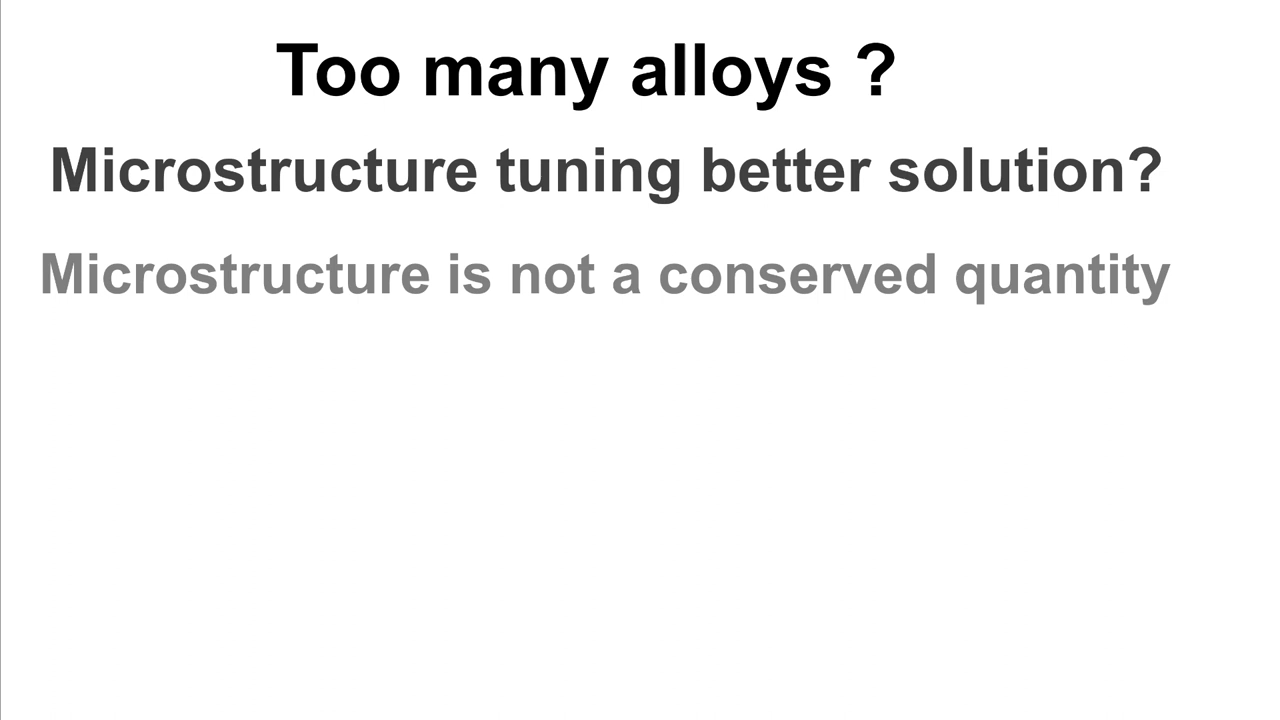 Too many alloys ?
Microstructure tuning better solution?
Microstructure is not a conserved quantity